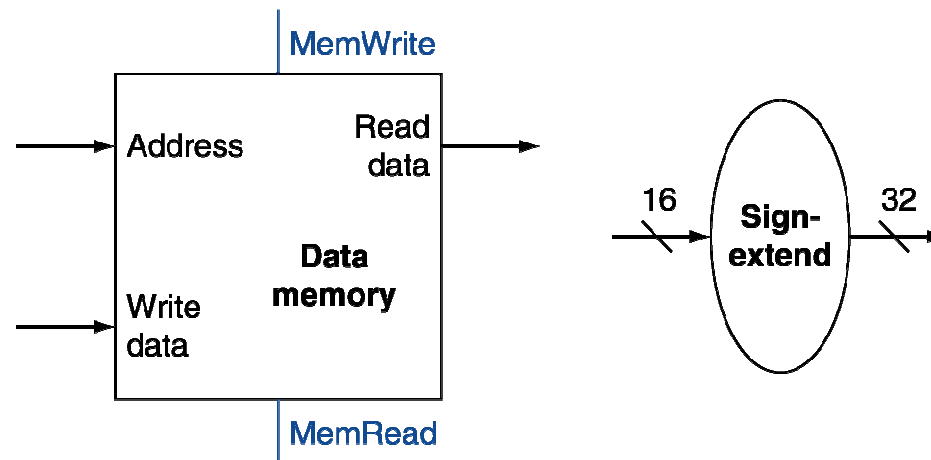 MemWrite
Address
Read
data
Data
memory
Write
data
MemRead
16
Sign-
extend
32